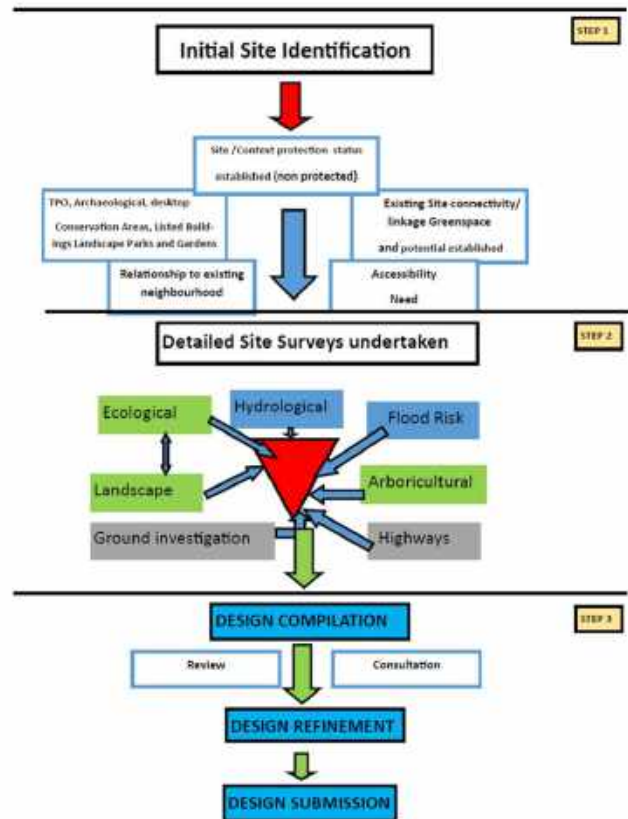 STEP 1
Initial Site Identification
Site /Context protection status
established (non protected)
TPO, Archaeological, desktop
Conservation Areas, Listed Build-
ings Landscape Parks and Gardens
Existing Site connectivity/
linkage Greenspace
and potential established
Relationship to existing
neighbourhood
Accessibility
Need
STEP 2
Detailed Site Surveys undertaken
Ecological
Hydrological
Flood Risk
Landscape
Arboricultural
Ground investigation
Highways
STEP 3
DESIGN COMPILATION
Review
Consultation
DESIGN REFINEMENT
DESIGN SUBMISSION